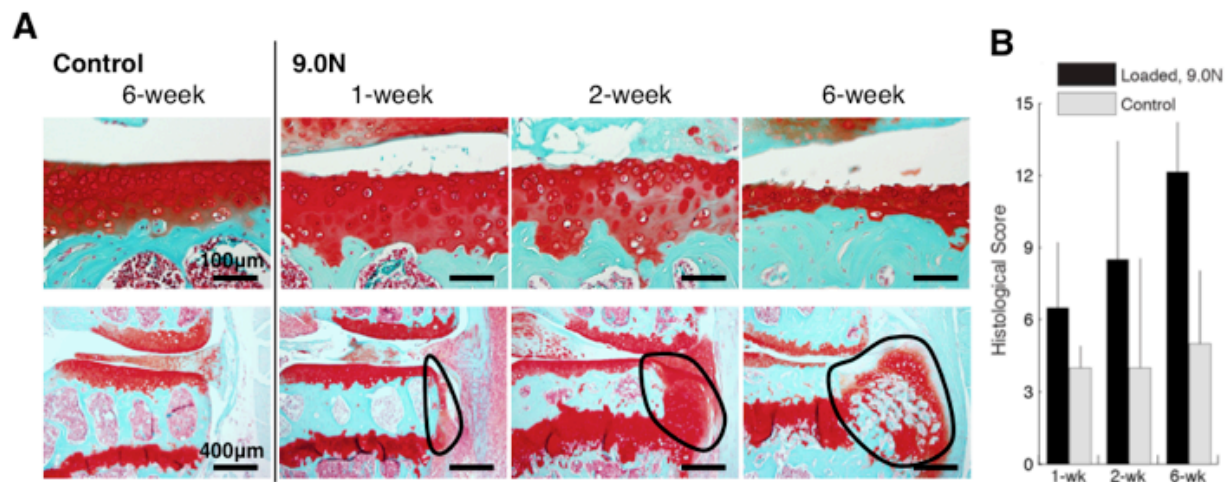 A
Control
6-week
9.0N
1-week
2-week
6-week
100μm
400μm
B
Loaded, 9.0N
Control
Histological Score
15
12
9
6
3
0
1-wk
2-wk
6-wk